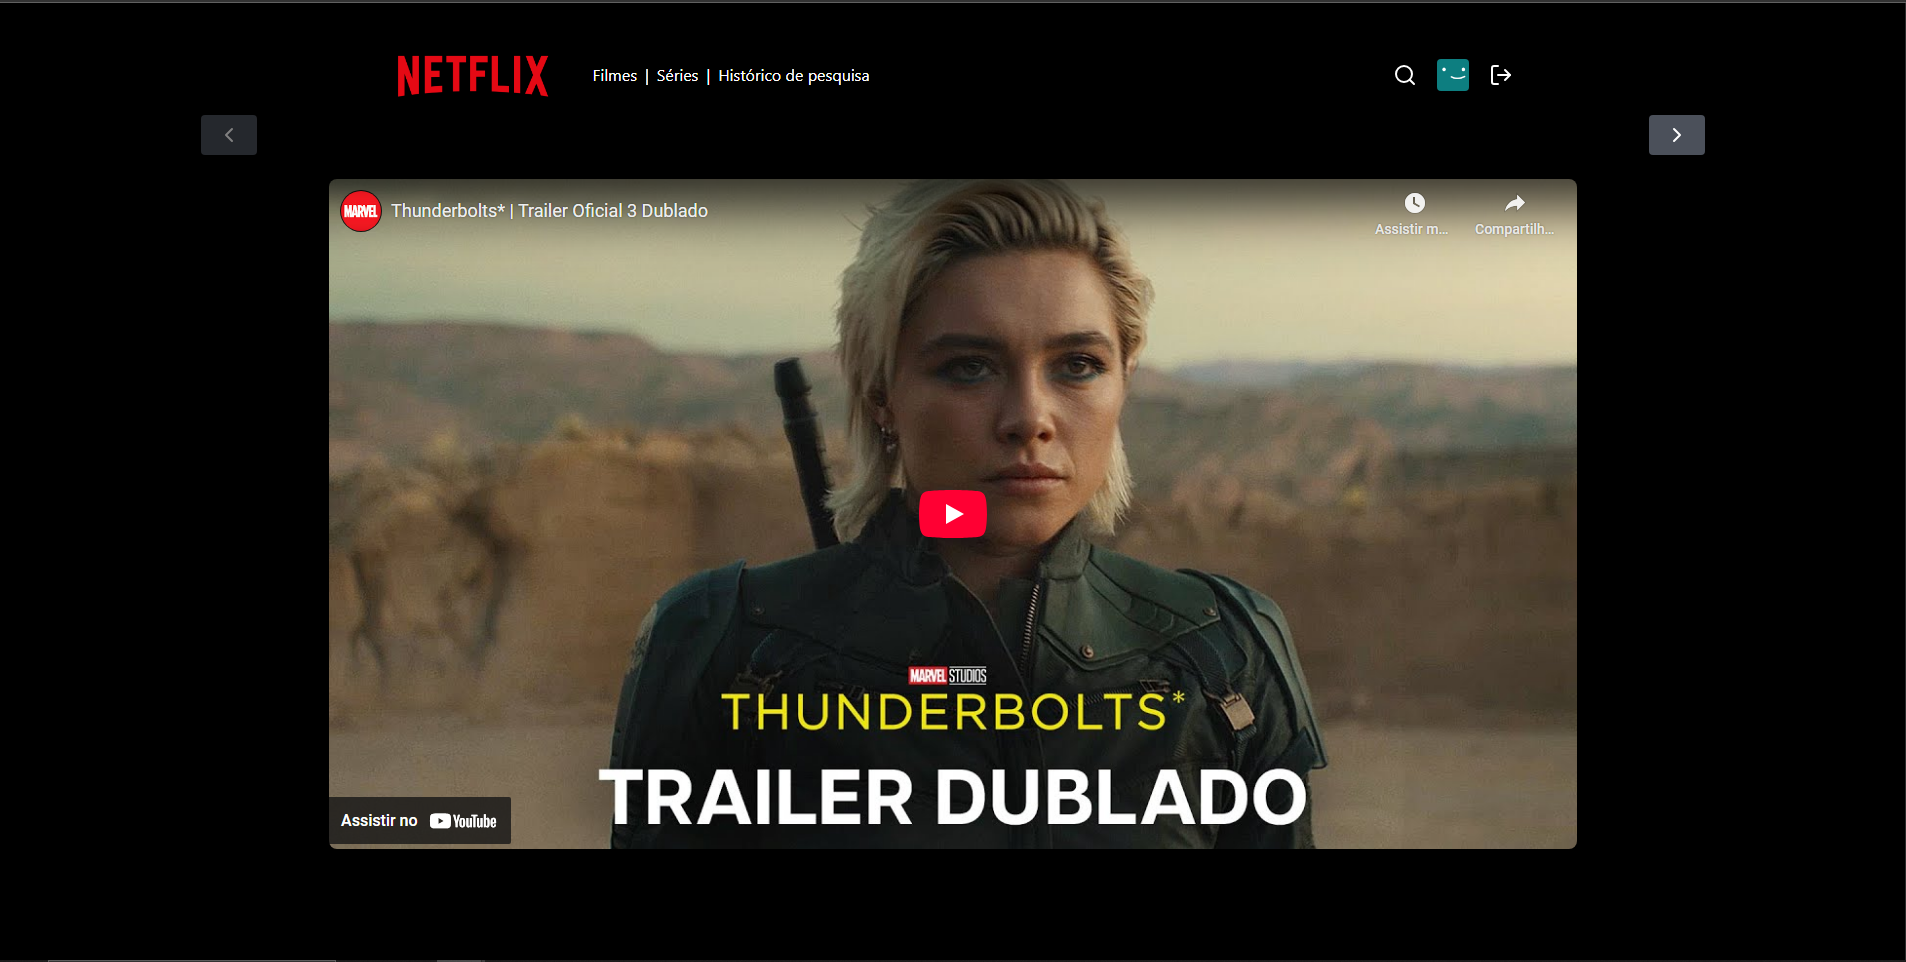 NETFLIX
Filmes | Séries | Histórico de pesquisa
MARVEL
Thunderbolts* | Trailer Oficial 3 Dublado
Assistir m...
Compartilh...
MARVEL STUDIOS
THUNDERBOLTS*
TRAILER DUBLADO
Assistir no YouTube